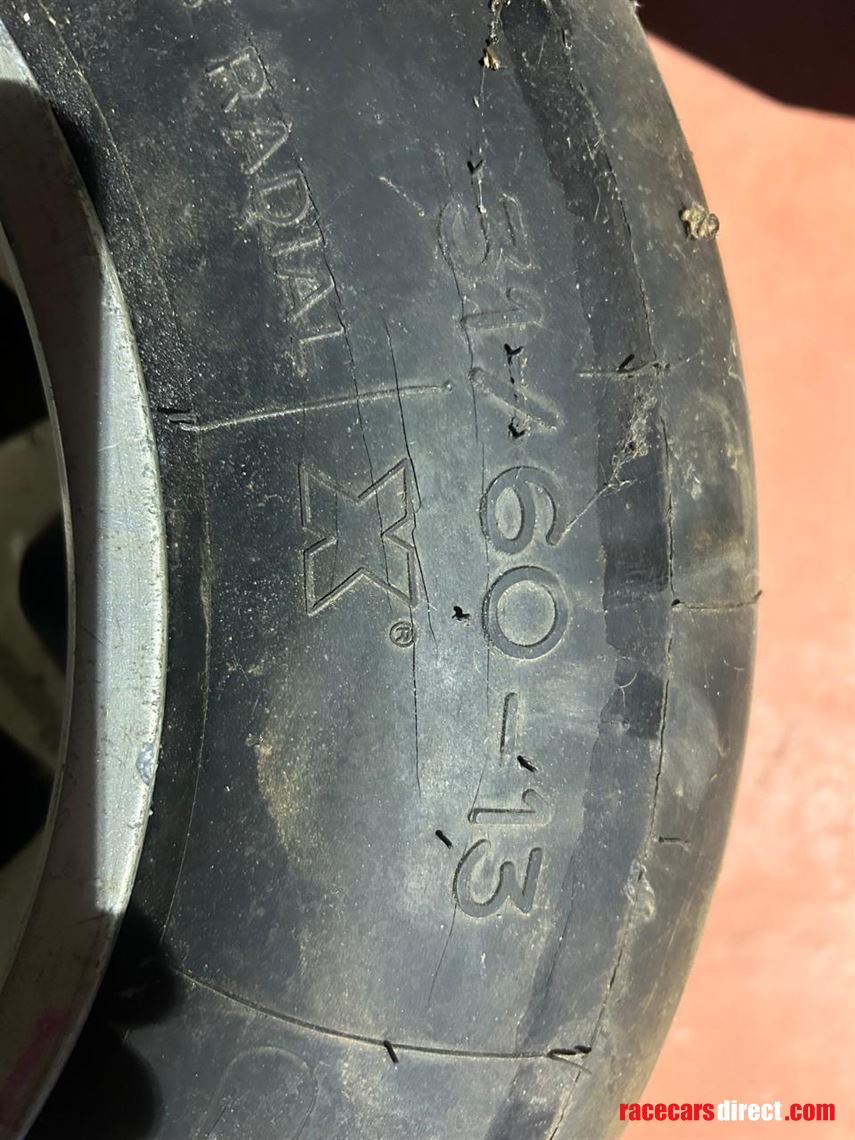 RADIAL
31/60-13
X®
racecarsdirect.com